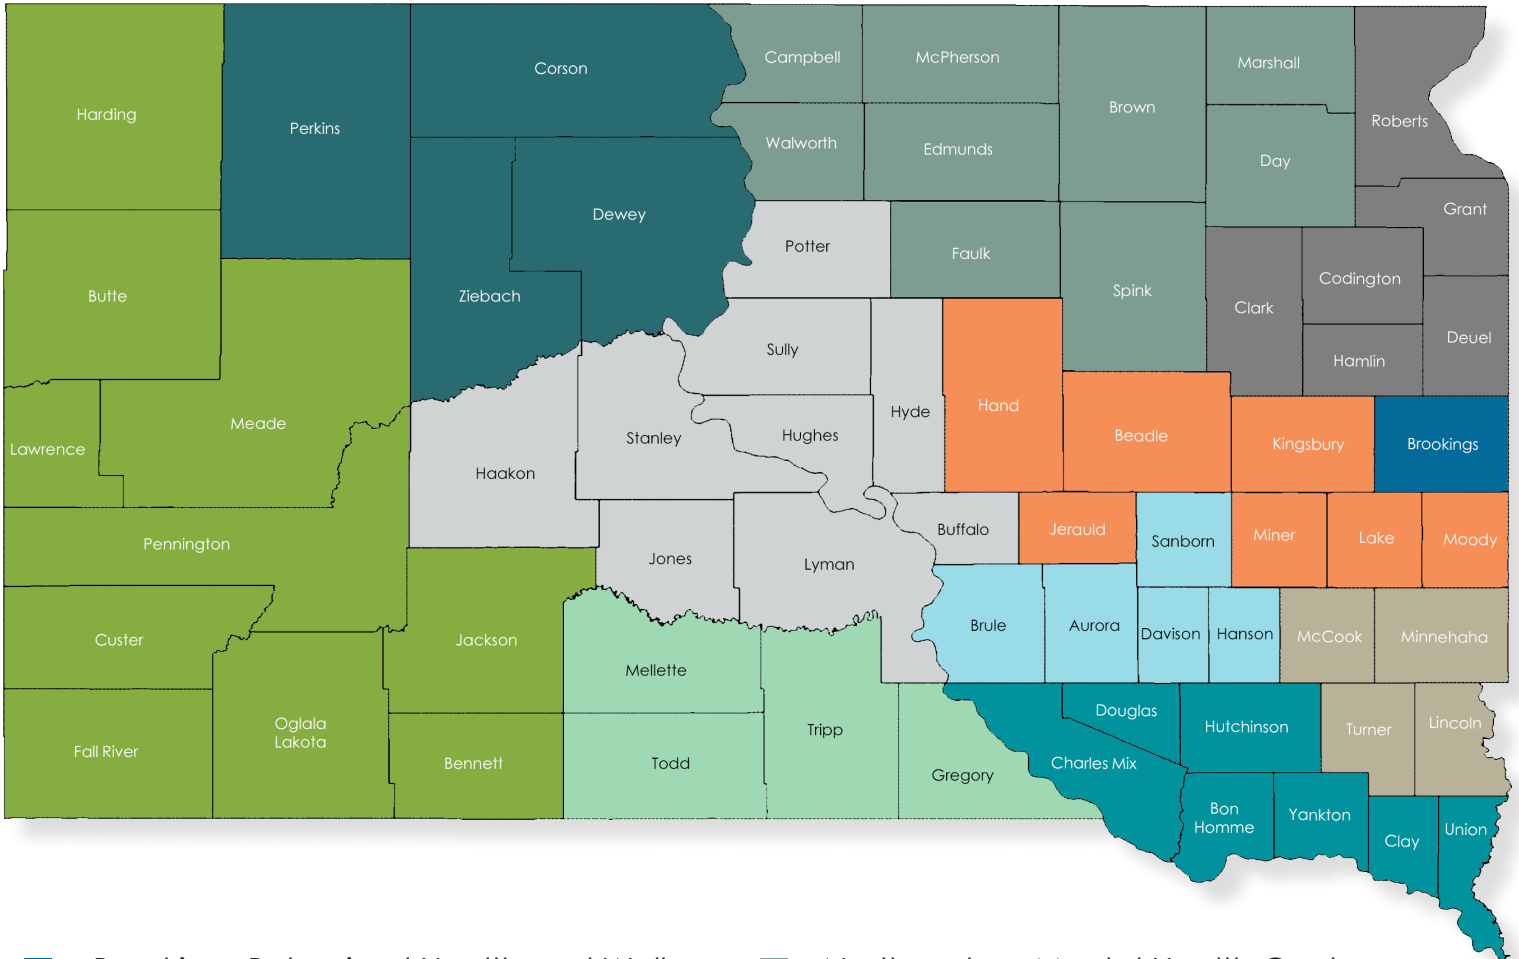 Harding
Perkins
Corson
Campbell
McPherson
Brown
Marshall
Roberts
Walworth
Edmunds
Day
Dewey
Grant
Potter
Faulk
Butte
Ziebach
Spink
Clark
Codington
Sully
Deuel
Hamlin
Meade
Hyde
Hand
Lawrence
Stanley
Hughes
Beadle
Kingsbury
Brookings
Haakon
Pennington
Jones
Lyman
Buffalo
Jerauld
Sanborn
Miner
Lake
Moody
Custer
Jackson
Brule
Aurora
Davison
Hanson
McCook
Minnehaha
Mellette
Oglala
Lakota
Fall River
Bennett
Todd
Tripp
Gregory
Charles Mix
Douglas
Hutchinson
Turner
Lincoln
Bon
Homme
Yankton
Clay
Union